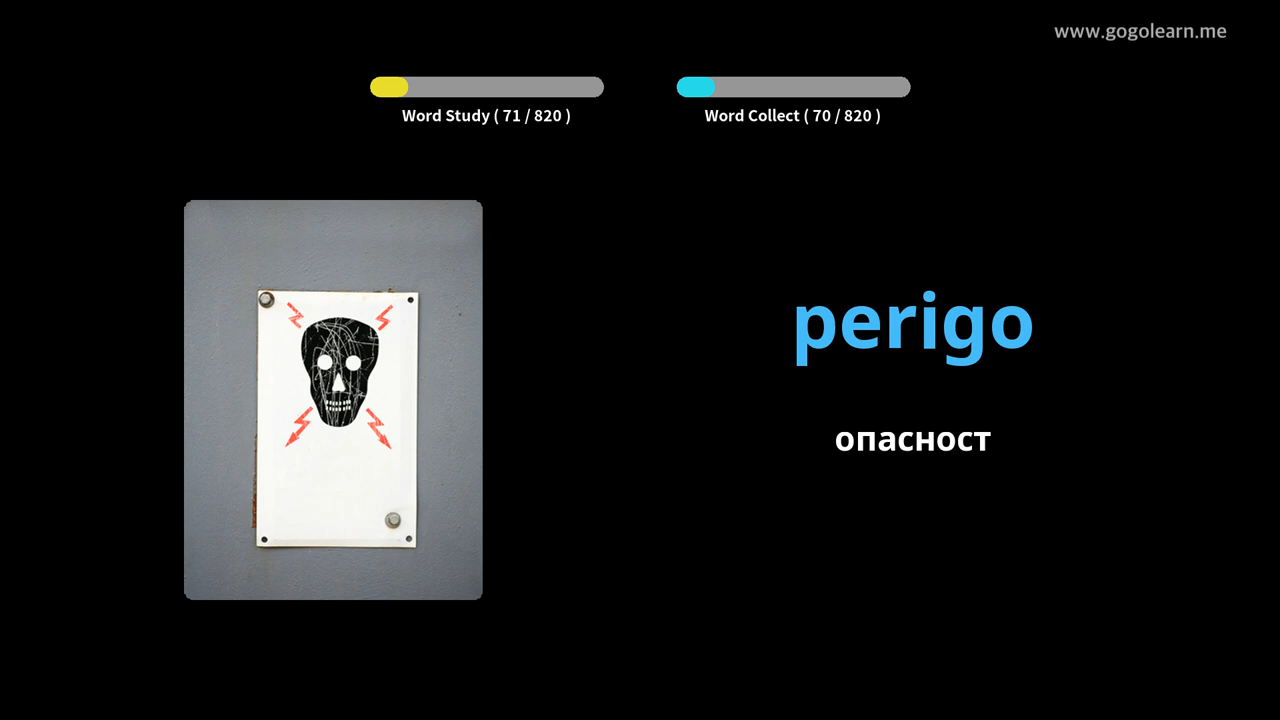 www.gogolearn.me
Word Study ( 71 / 820 )
Word Collect ( 70 / 820 )
perigo
опасност